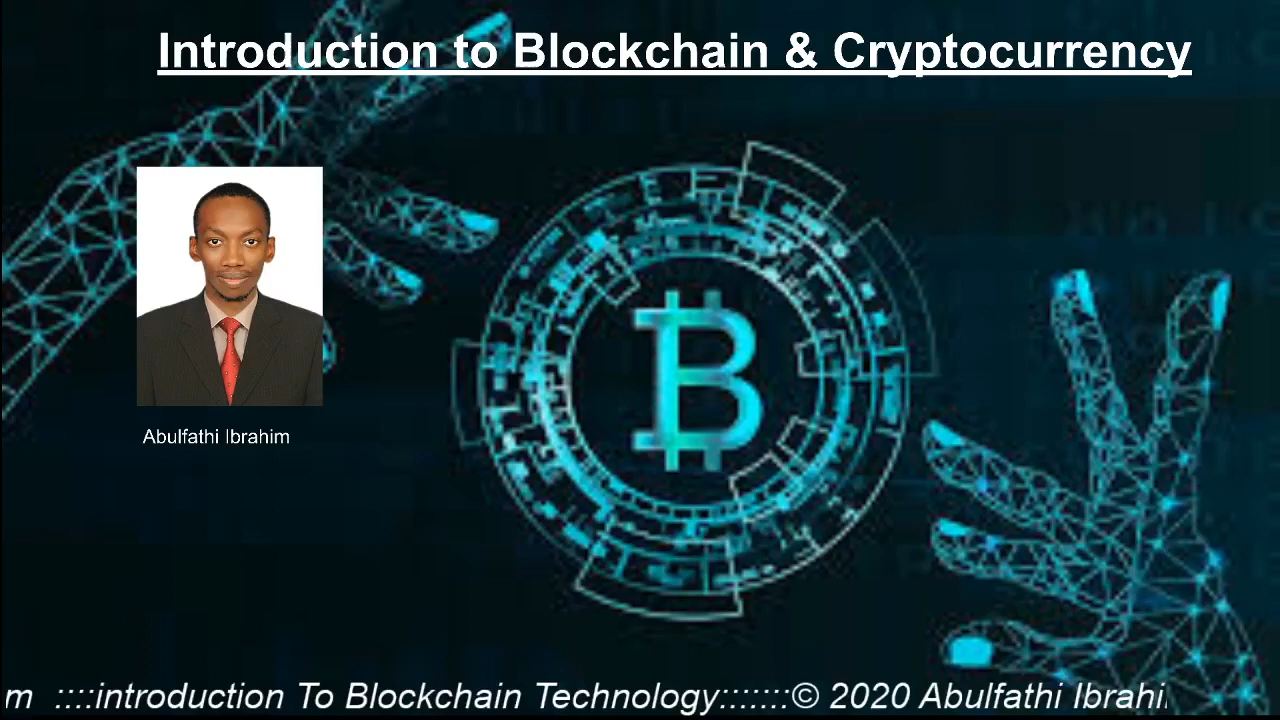 Introduction to Blockchain & Cryptocurrency
Abulfathi Ibrahim
m ::::introduction To Blockchain Technology:::::::© 2020 Abulfathi Ibrahi